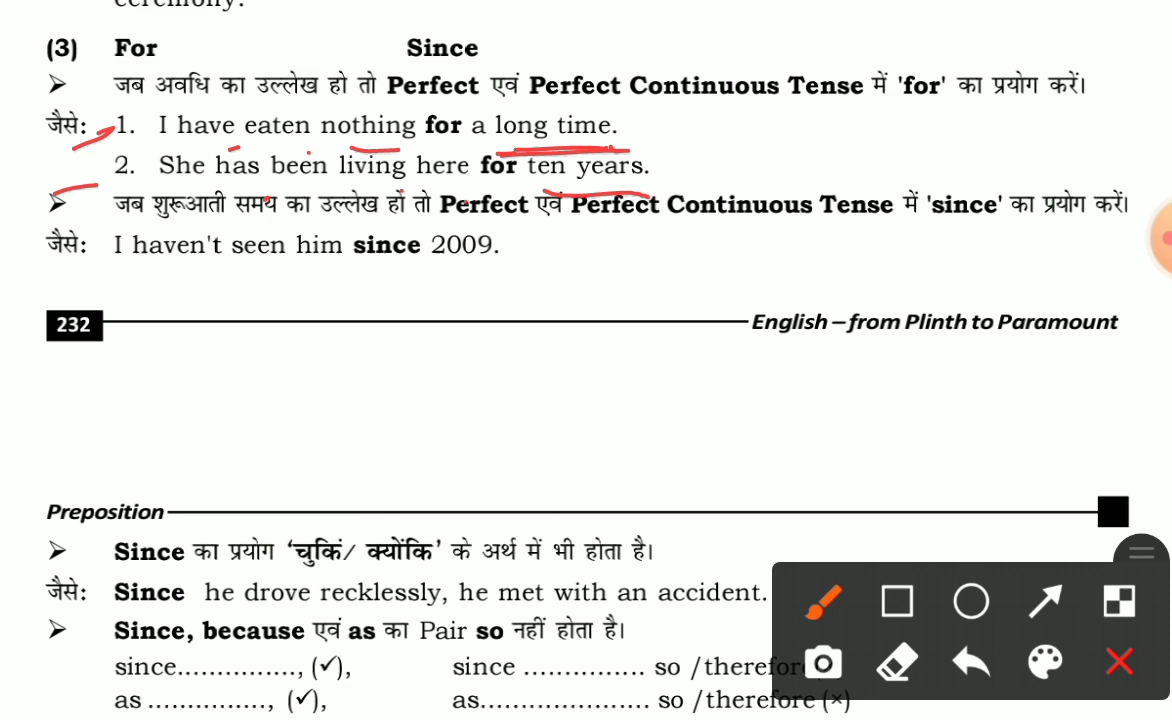 ceremony.
(3) For Since
➤ जब अवधि का उल्लेख हो तो Perfect एवं Perfect Continuous Tense में 'for' का प्रयोग करें।
जैसे: 1. I have eaten nothing for a long time.
2. She has been living here for ten years.
➤ जब शुरूआती समय का उल्लेख हो तो Perfect एवं Perfect Continuous Tense में 'since' का प्रयोग करें।
जैसे: I haven't seen him since 2009.
232 English – from Plinth to Paramount
Preposition
➤ Since का प्रयोग ‘चुकिं/ क्योंकि’ के अर्थ में भी होता है।
जैसे: Since he drove recklessly, he met with an accident.
➤ Since, because एवं as का Pair so नहीं होता है।
since..............., (✓), since ............... so /therefor
as ..............., (✓), as..................... so /therefore (×)